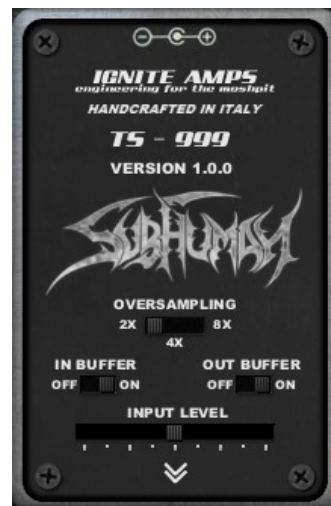 IGNITE AMPS
engineering for the moshpit
HANDCRAFTED IN ITALY
TS - 999
VERSION 1.0.0
SUBHUMAN
OVERSAMPLING
2X 8X
4X
IN BUFFER OUT BUFFER
OFF ON OFF ON
INPUT LEVEL